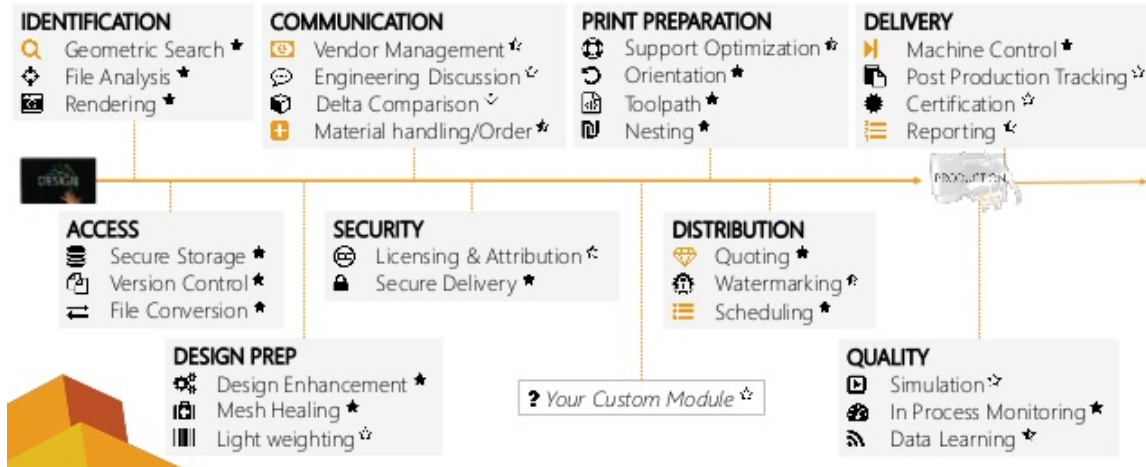 IDENTIFICATION
Geometric Search
File Analysis
Rendering
COMMUNICATION
Vendor Management
Engineering Discussion
Delta Comparison
Material handling/Order
PRINT PREPARATION
Support Optimization
Orientation
Toolpath
Nesting
DELIVERY
Machine Control
Post Production Tracking
Certification
Reporting
DESIGN
PRODUCTION
ACCESS
Secure Storage
Version Control
File Conversion
SECURITY
Licensing & Attribution
Secure Delivery
DISTRIBUTION
Quoting
Watermarking
Scheduling
DESIGN PREP
Design Enhancement
Mesh Healing
Light weighting
? Your Custom Module
QUALITY
Simulation
In Process Monitoring
Data Learning